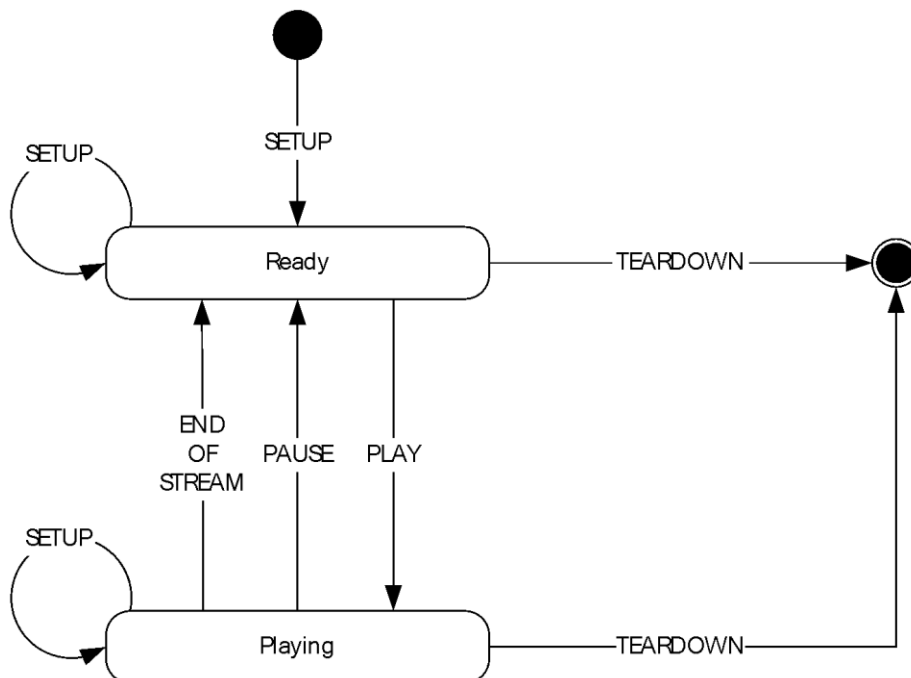 SETUP
SETUP
Ready
TEARDOWN
END
OF
STREAM
PAUSE
PLAY
SETUP
Playing
TEARDOWN